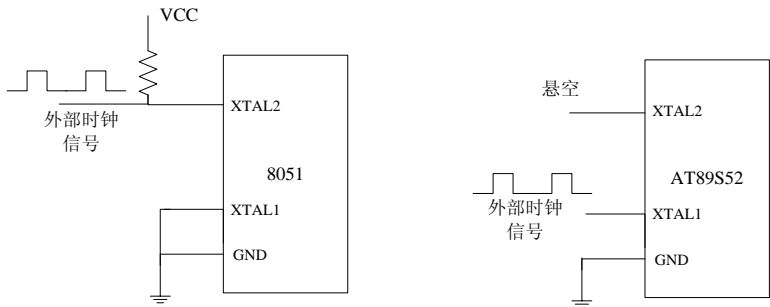 VCC
XTAL2
外部时钟
信号
8051
XTAL1
GND
悬空
XTAL2
AT89S52
外部时钟
信号
XTAL1
GND